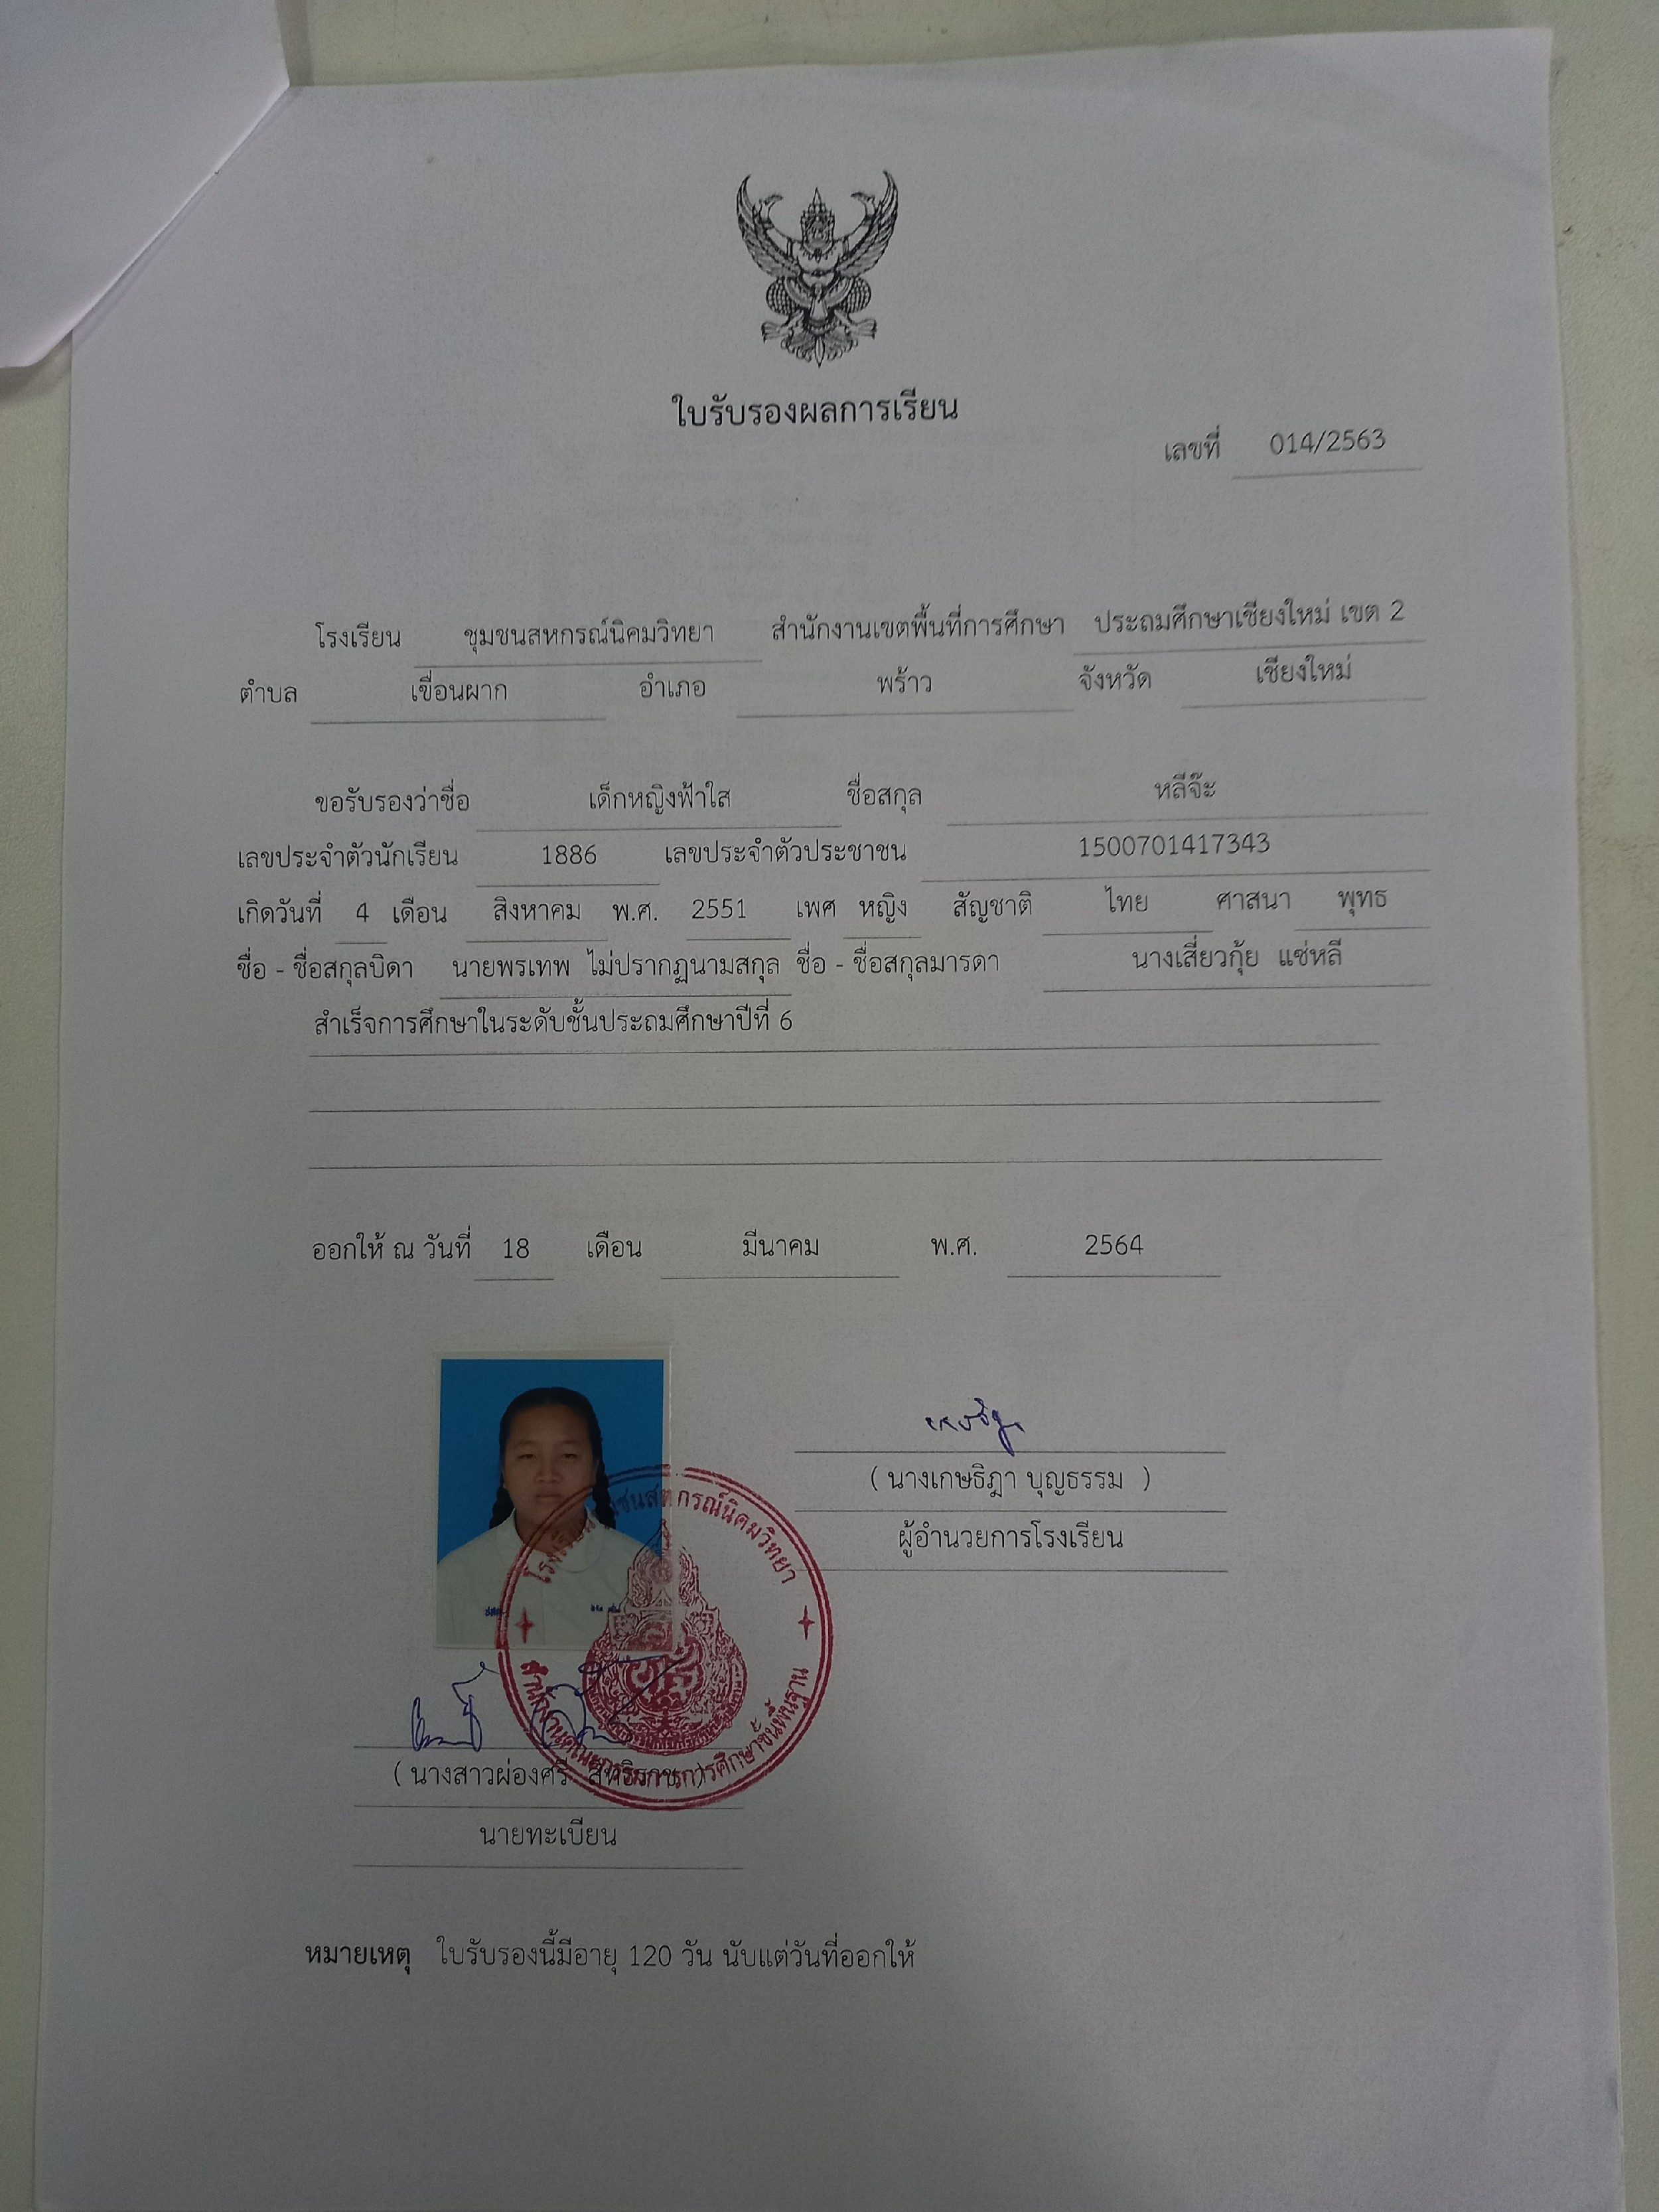 ใบรับรองผลการเรียน
เลขที่ 014/2563
โรงเรียน ชุมชนสหกรณ์นิคมวิทยา สำนักงานเขตพื้นที่การศึกษา ประถมศึกษาเชียงใหม่ เขต 2
ตำบล เขื่อนผาก อำเภอ พร้าว จังหวัด เชียงใหม่
ขอรับรองว่าชื่อ เด็กหญิงฟ้าใส ชื่อสกุล หลีจ๊ะ
เลขประจำตัวนักเรียน 1886 เลขประจำตัวประชาชน 1500701417343
เกิดวันที่ 4 เดือน สิงหาคม พ.ศ. 2551 เพศ หญิง สัญชาติ ไทย ศาสนา พุทธ
ชื่อ - ชื่อสกุลบิดา นายพรเทพ ไม่ปรากฏนามสกุล ชื่อ - ชื่อสกุลมารดา นางเสี่ยวกุ้ย แซ่หลี
สำเร็จการศึกษาในระดับชั้นประถมศึกษาปีที่ 6
ออกให้ ณ วันที่ 18 เดือน มีนาคม พ.ศ. 2564
( นางเกษธิฎา บุญธรรม )
ผู้อำนวยการโรงเรียน
โรงเรียนชุมชนสหกรณ์นิคมวิทยา
สำนักงานคณะกรรมการการศึกษาขั้นพื้นฐาน
( นางสาวผ่องศรี )
นายทะเบียน
หมายเหตุ ใบรับรองนี้มีอายุ 120 วัน นับแต่วันที่ออกให้